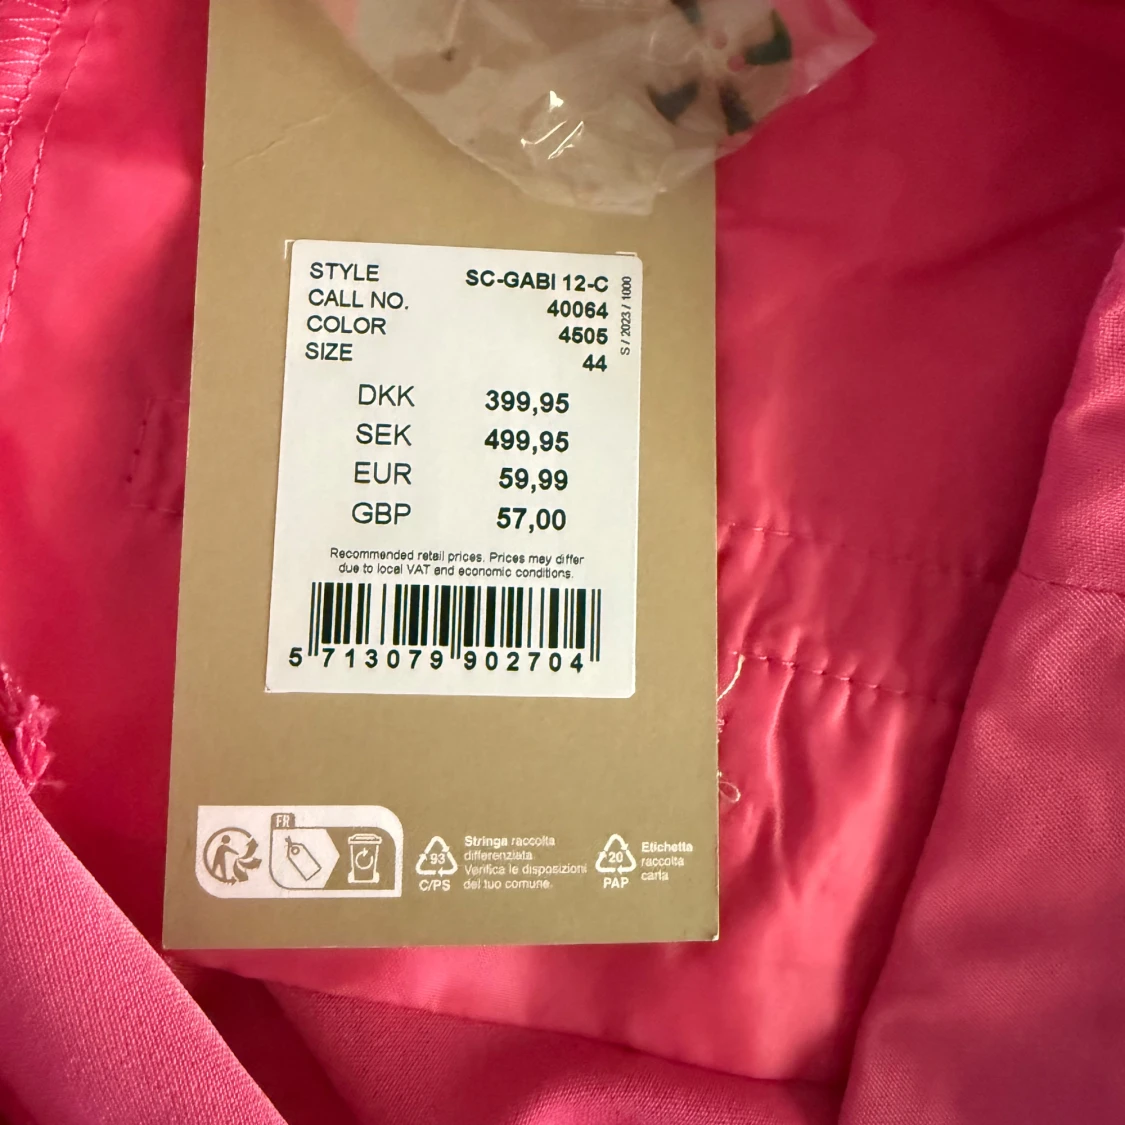 STYLE SC-GABI 12-C
CALL NO. 40064
COLOR 4505
SIZE 44
S / 2023 / 1000
DKK 399,95
SEK 499,95
EUR 59,99
GBP 57,00
Recommended retail prices. Prices may differ
due to local VAT and economic conditions.
5 713079 902704
FR
93
C/PS
Stringa raccolta
differenziata.
Verifica le disposizioni
del tuo comune.
20
PAP
Etichetta
raccolta
carta